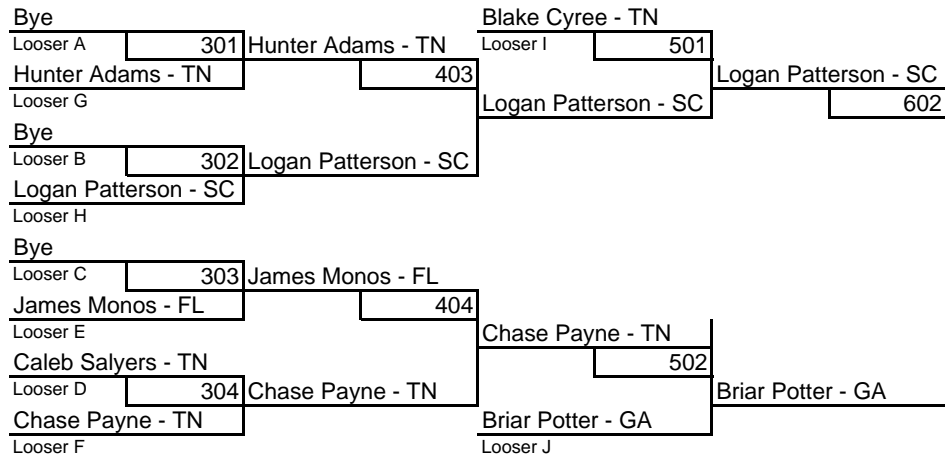 Bye
Blake Cyree - TN
Looser A 301 Hunter Adams - TN
Looser I 501
Hunter Adams - TN 403
Logan Patterson - SC
Looser G
Logan Patterson - SC
602
Bye
Looser B 302 Logan Patterson - SC
Logan Patterson - SC
Looser H
Bye
Looser C 303 James Monos - FL
James Monos - FL 404
Looser E
Chase Payne - TN
Caleb Salyers - TN
502
Looser D 304 Chase Payne - TN
Briar Potter - GA
Chase Payne - TN
Briar Potter - GA
Looser F
Looser J